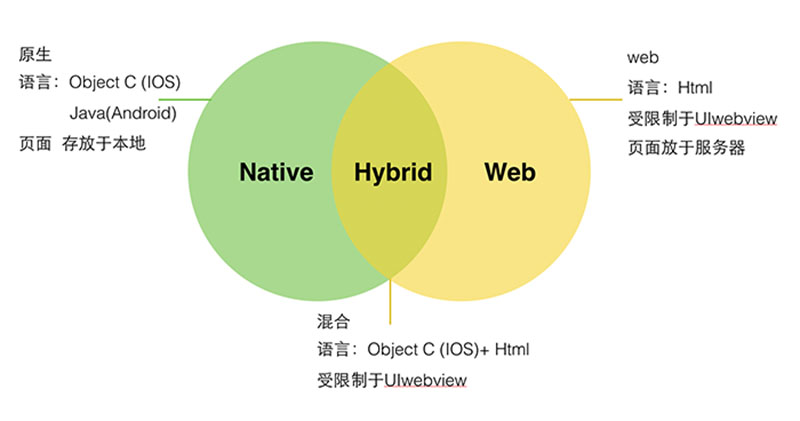 原生
语言：Object C (IOS)
Java(Android)
页面 存放于本地
web
语言：Html
受限制于UIwebview
页面放于服务器
Native
Hybrid
Web
混合
语言：Object C (IOS)+ Html
受限制于UIwebview